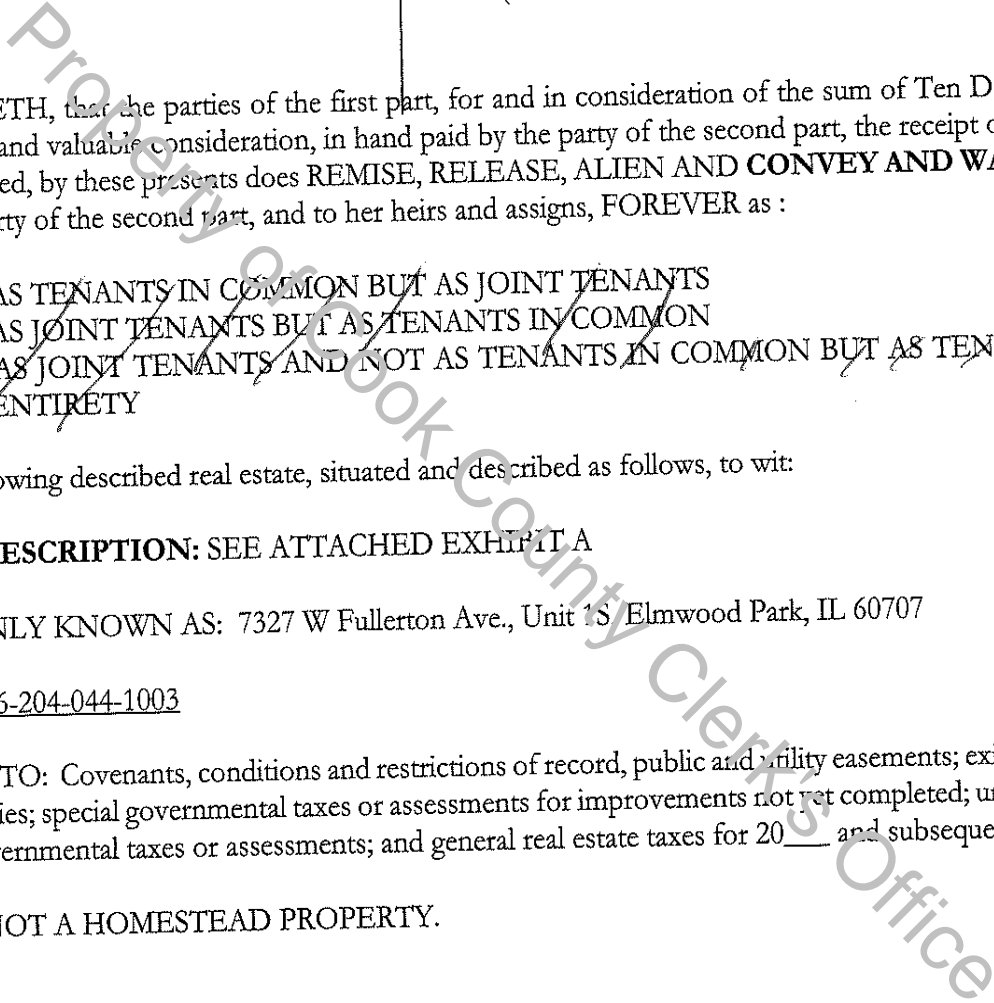 ETH, that the parties of the first part, for and in consideration of the sum of Ten D
and valuable consideration, in hand paid by the party of the second part, the receipt o
ed, by these presents does REMISE, RELEASE, ALIEN AND CONVEY AND WA
rty of the second part, and to her heirs and assigns, FOREVER as :
AS TENANTS IN COMMON BUT AS JOINT TENANTS
AS JOINT TENANTS BUT AS TENANTS IN COMMON
AS JOINT TENANTS AND NOT AS TENANTS IN COMMON BUT AS TEN
ENTIRETY
owing described real estate, situated and described as follows, to wit:
ESCRIPTION: SEE ATTACHED EXHIBIT A
NLY KNOWN AS: 7327 W Fullerton Ave., Unit 1S, Elmwood Park, IL 60707
6-204-044-1003
TO: Covenants, conditions and restrictions of record, public and utility easements; exi
ies; special governmental taxes or assessments for improvements not yet completed; un
ernmental taxes or assessments; and general real estate taxes for 20___ and subseque
NOT A HOMESTEAD PROPERTY.
Property of Cook County Clerk's Office